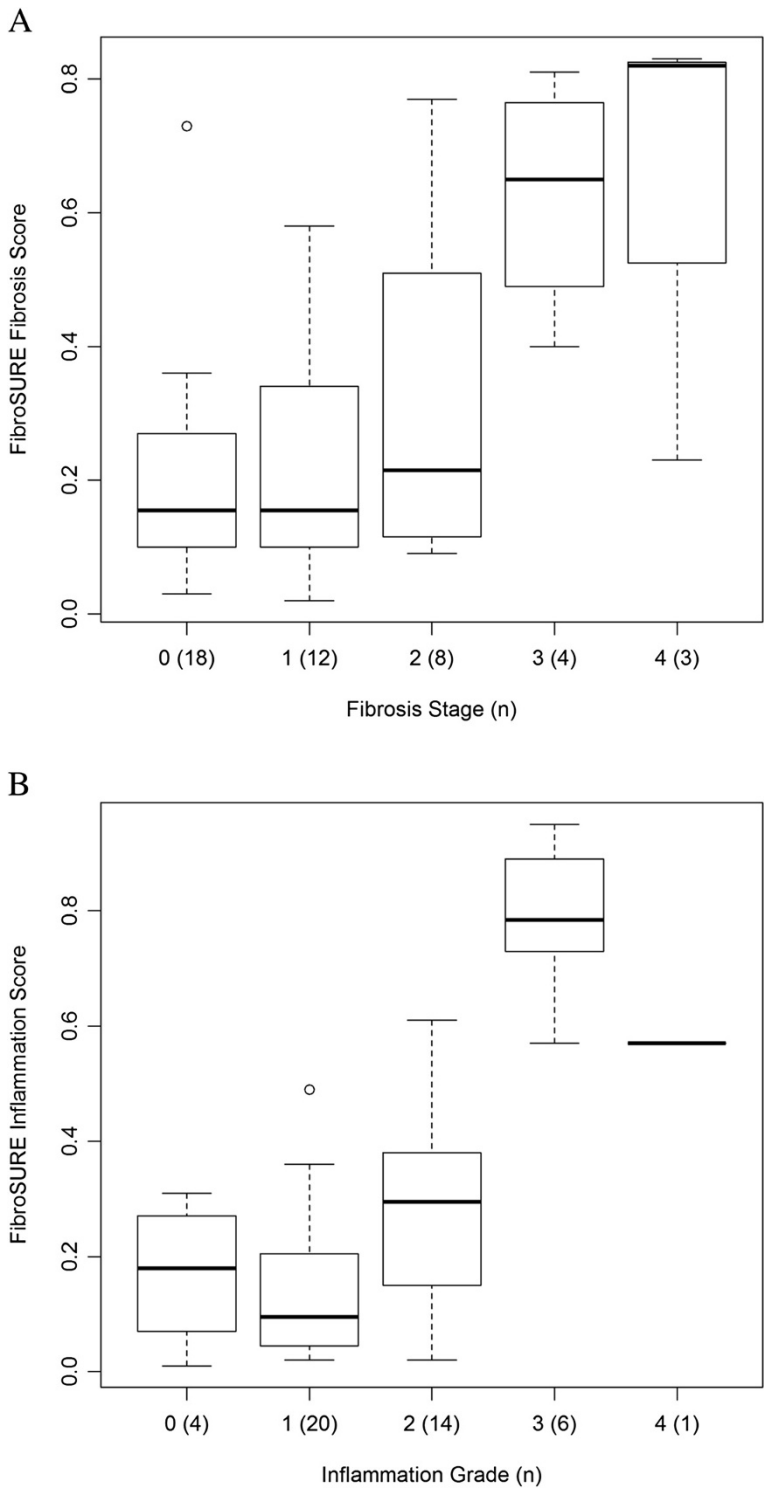 A
FibroSURE Fibrosis Score
0.8
0.6
0.4
0.2
0.0
0 (18) 1 (12) 2 (8) 3 (4) 4 (3)
Fibrosis Stage (n)
B
FibroSURE Inflammation Score
0.8
0.6
0.4
0.2
0.0
0 (4) 1 (20) 2 (14) 3 (6) 4 (1)
Inflammation Grade (n)